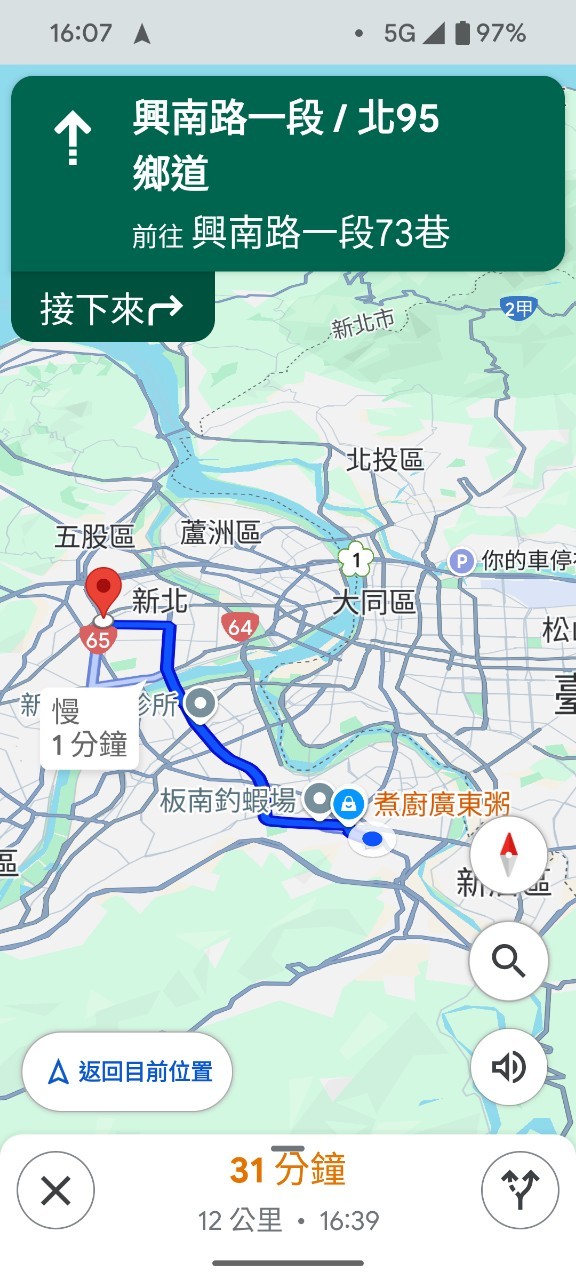 16:07
5G 97%
興南路一段 / 北95
鄉道
前往 興南路一段73巷
接下來
2甲
新北市
北投區
五股區
蘆洲區
1
P
你的車停
新北
大同區
64
65
松
臺
新
診所
慢
1 分鐘
板南釣蝦場
煮廚廣東粥
區
新店區
返回目前位置
31 分鐘
12 公里 • 16:39